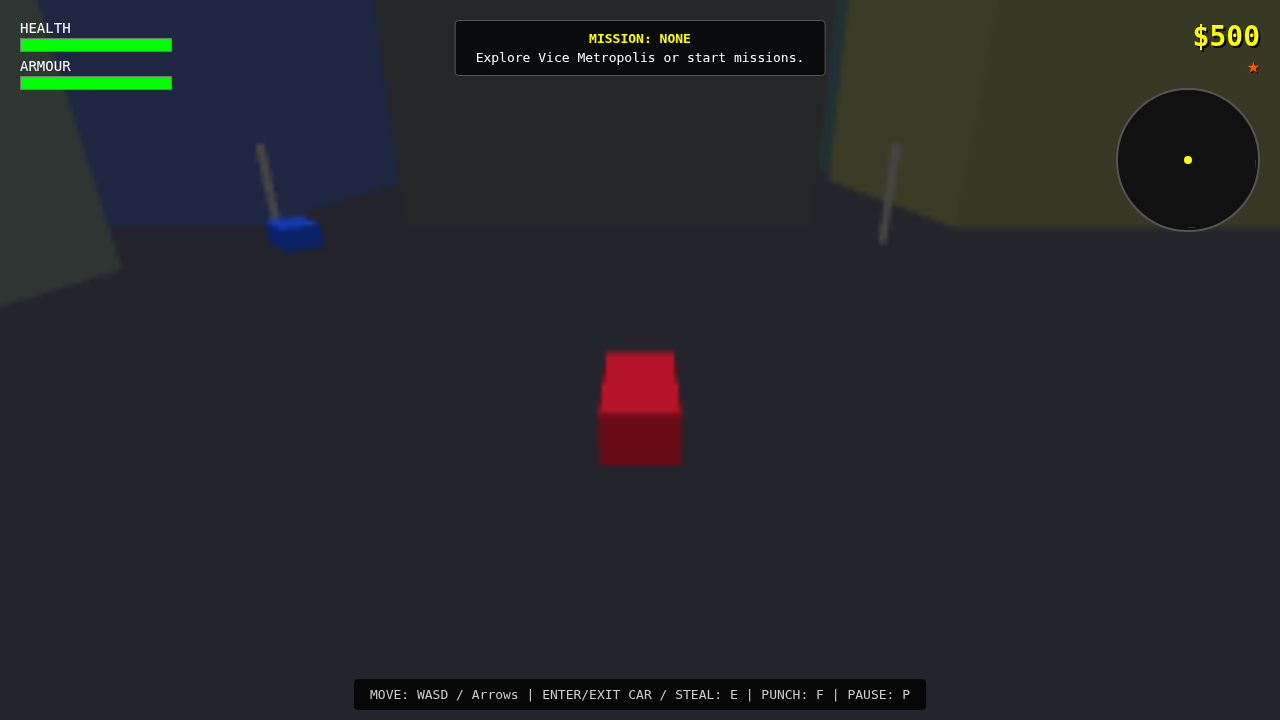 HEALTH
ARMOUR
MISSION: NONE
Explore Vice Metropolis or start missions.
$500
★
MOVE: WASD / Arrows | ENTER/EXIT CAR / STEAL: E | PUNCH: F | PAUSE: P